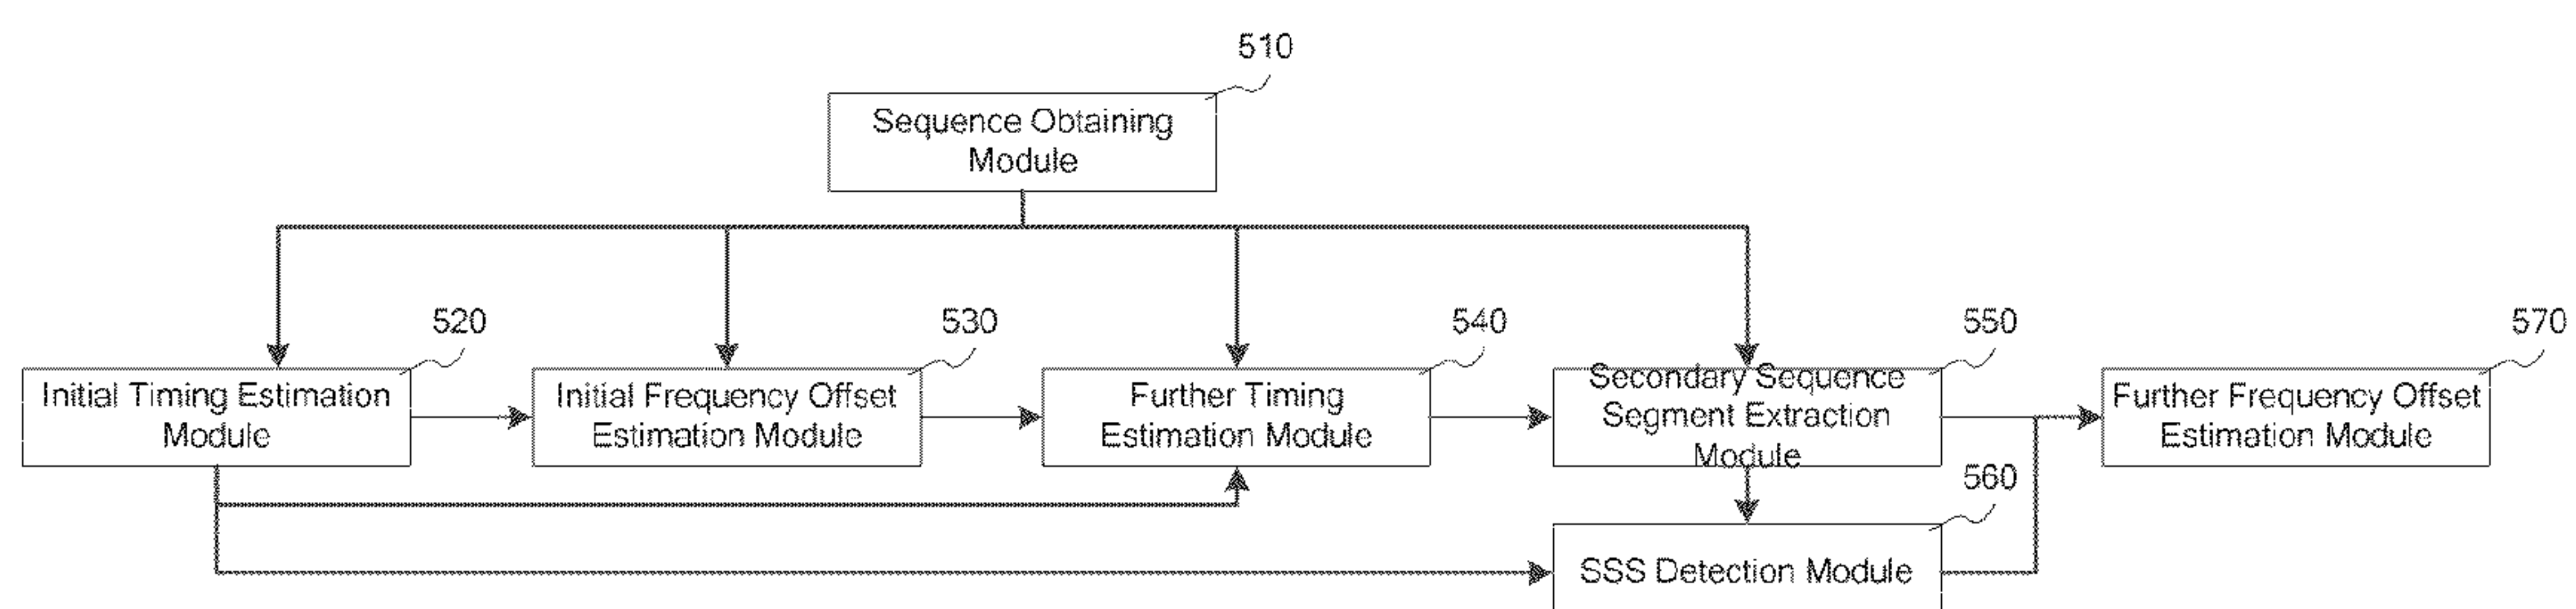 510
Sequence Obtaining
Module
520
530
540
550
570
Initial Timing Estimation
Module
Initial Frequency Offset
Estimation Module
Further Timing
Estimation Module
Secondary Sequence
Segment Extraction
Module
Further Frequency Offset
Estimation Module
560
SSS Detection Module